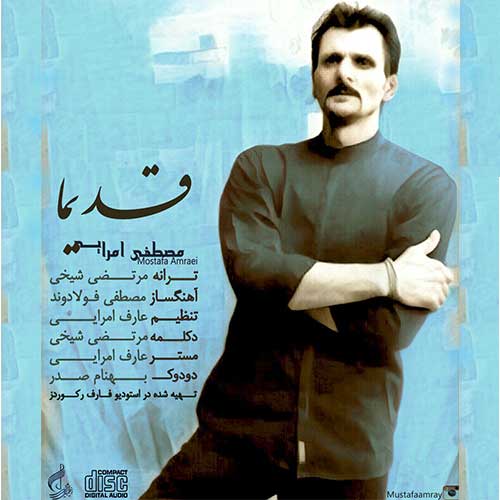 قدیما
مصطفی امرایی
Mostafa Amraei
ترانه مرتضی شیخی
آهنگساز مصطفی فولادوند
تنظیم عارف امرایی
دکلمه مرتضی شیخی
مستر عارف امرایی
دودوک بهنام صدر
تهیه شده در استودیو فارف رکوردز
COMPACT
disc
DIGITAL AUDIO
Mustafaamray